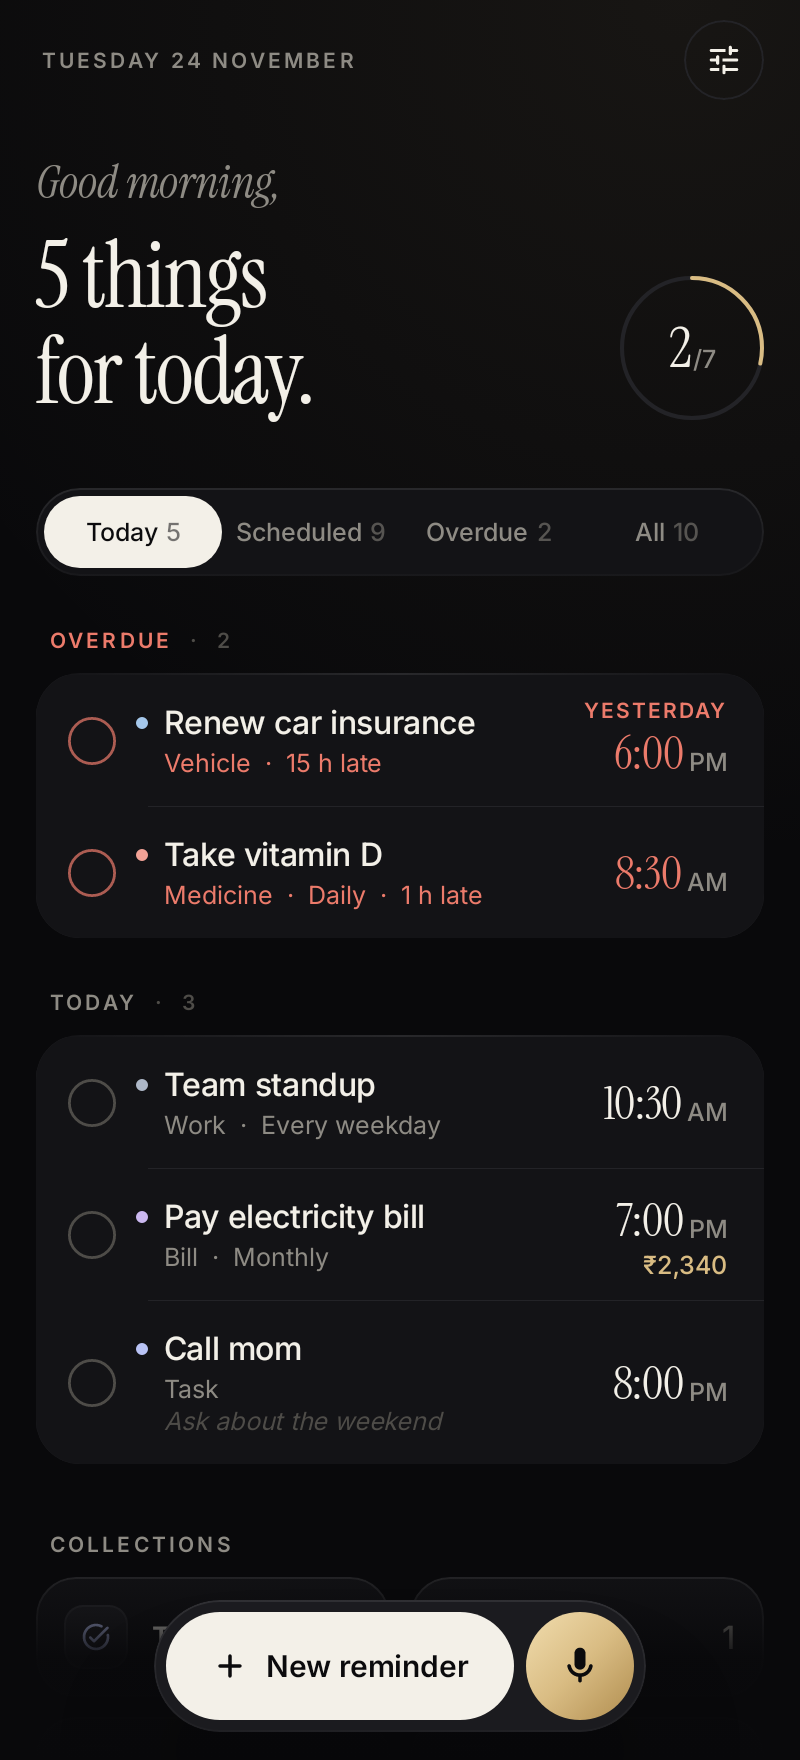 TUESDAY 24 NOVEMBER
Good morning,
5 things
for today.
2/7
Today 5 Scheduled 9 Overdue 2 All 10
OVERDUE · 2
Renew car insurance
Vehicle · 15 h late
YESTERDAY
6:00 PM
Take vitamin D
Medicine · Daily · 1 h late
8:30 AM
TODAY · 3
Team standup
Work · Every weekday
10:30 AM
Pay electricity bill
Bill · Monthly
7:00 PM
₹2,340
Call mom
Task
Ask about the weekend
8:00 PM
COLLECTIONS
1
New reminder